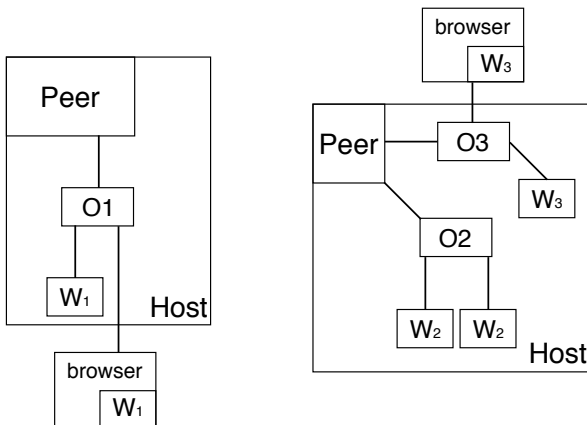 Peer
O1
W₁
Host
browser
W₁
browser
W₃
Peer
O3
W₃
O2
W₂
W₂
Host